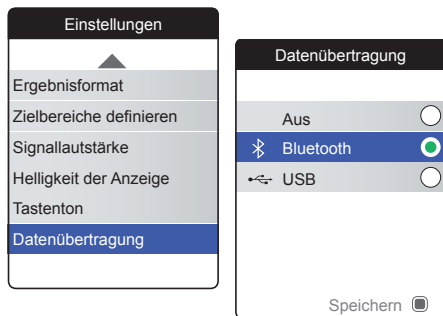 Einstellungen
Ergebnisformat
Zielbereiche definieren
Signallautstärke
Helligkeit der Anzeige
Tastenton
Datenübertragung
Datenübertragung
Aus
Bluetooth
USB
Speichern